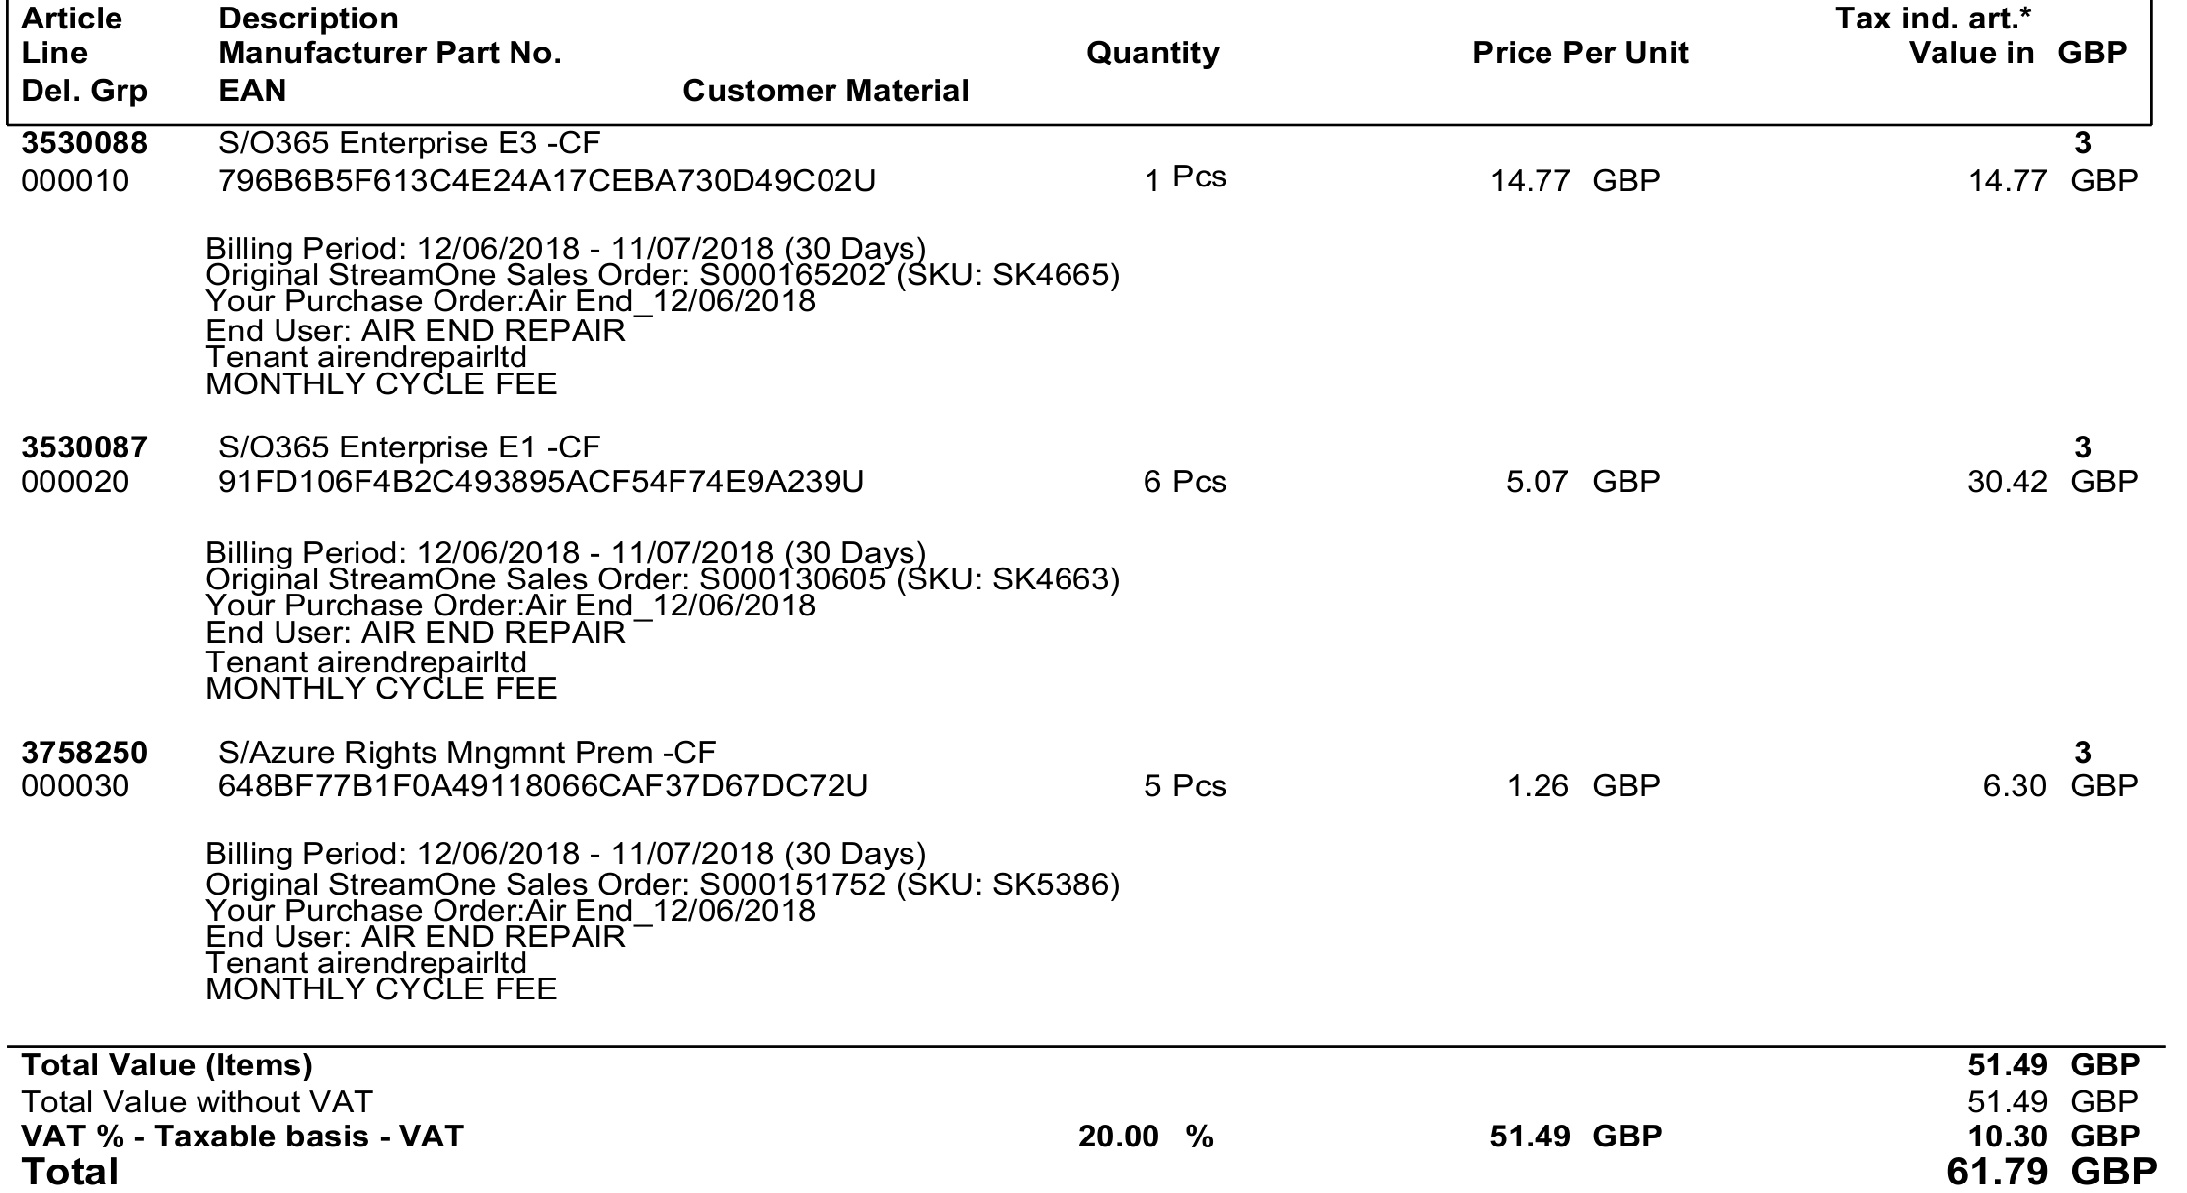 Article Description Tax ind. art.*
Line Manufacturer Part No. Quantity Price Per Unit Value in GBP
Del. Grp EAN Customer Material
3530088 S/O365 Enterprise E3 -CF 3
000010 796B6B5F613C4E24A17CEBA730D49C02U 1 Pcs 14.77 GBP 14.77 GBP
Billing Period: 12/06/2018 - 11/07/2018 (30 Days)
Original StreamOne Sales Order: S000165202 (SKU: SK4665)
Your Purchase Order:Air End_12/06/2018
End User: AIR END REPAIR
Tenant airendrepairltd
MONTHLY CYCLE FEE
3530087 S/O365 Enterprise E1 -CF 3
000020 91FD106F4B2C493895ACF54F74E9A239U 6 Pcs 5.07 GBP 30.42 GBP
Billing Period: 12/06/2018 - 11/07/2018 (30 Days)
Original StreamOne Sales Order: S000130605 (SKU: SK4663)
Your Purchase Order:Air End_12/06/2018
End User: AIR END REPAIR
Tenant airendrepairltd
MONTHLY CYCLE FEE
3758250 S/Azure Rights Mngmnt Prem -CF 3
000030 648BF77B1F0A49118066CAF37D67DC72U 5 Pcs 1.26 GBP 6.30 GBP
Billing Period: 12/06/2018 - 11/07/2018 (30 Days)
Original StreamOne Sales Order: S000151752 (SKU: SK5386)
Your Purchase Order:Air End_12/06/2018
End User: AIR END REPAIR
Tenant airendrepairltd
MONTHLY CYCLE FEE
Total Value (Items) 51.49 GBP
Total Value without VAT 51.49 GBP
VAT % - Taxable basis - VAT 20.00 % 51.49 GBP 10.30 GBP
Total 61.79 GBP